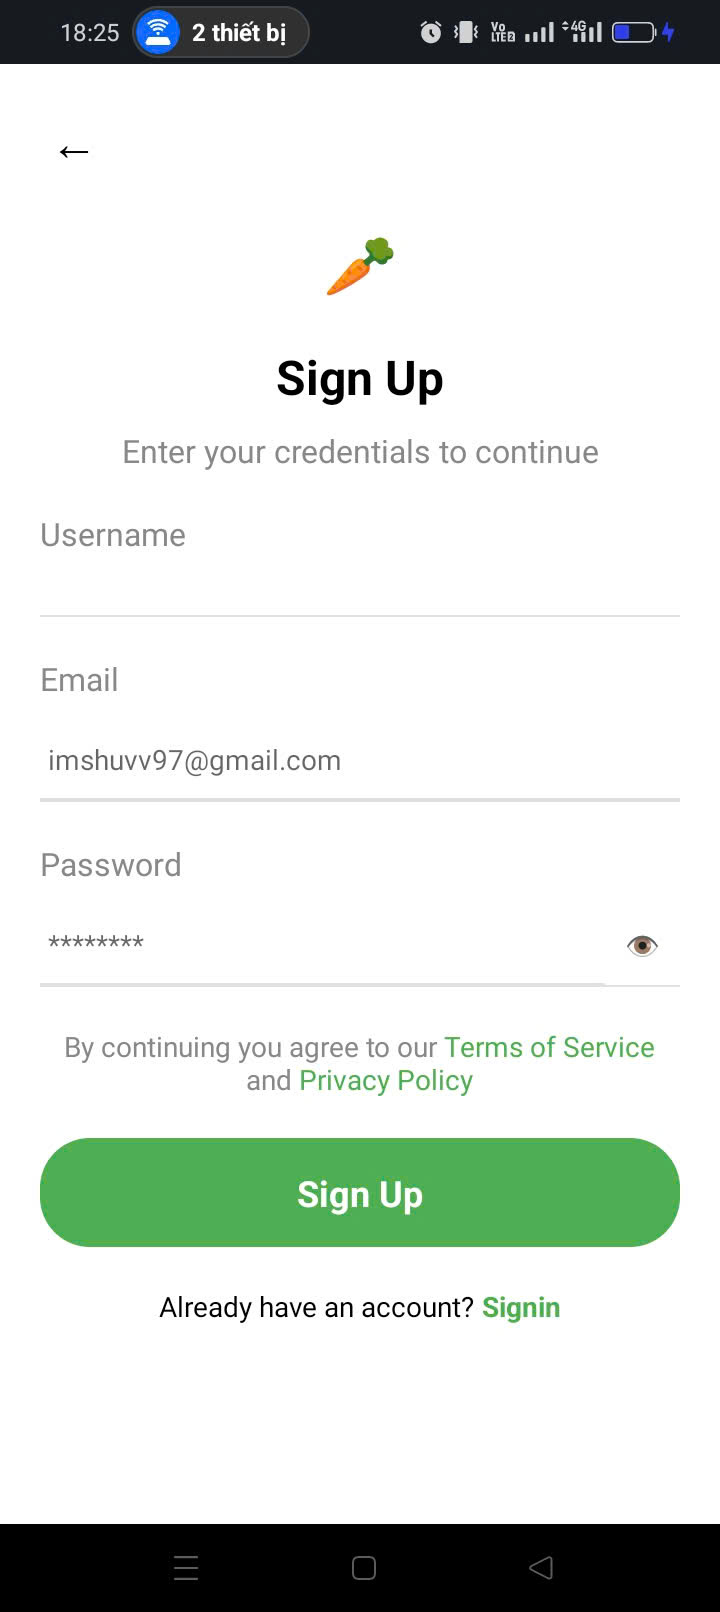 18:25 2 thiết bị Vo LTE2 4G
←
Sign Up
Enter your credentials to continue
Username
Email
imshuvv97@gmail.com
Password
********
By continuing you agree to our Terms of Service
and Privacy Policy
Sign Up
Already have an account? Signin